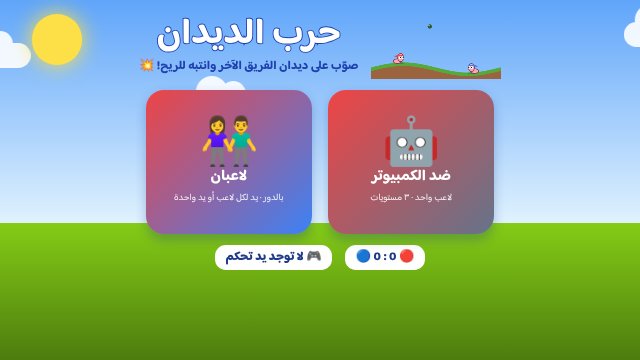 حرب الديدان
صوّب على ديدان الفريق الآخر وانتبه للريح! 💥
ضد الكمبيوتر
لاعب واحد · ٣ مستويات
لاعبان
بالدور · يد لكل لاعب أو يد واحدة
🔴 0 : 0 🔵
🎮 لا توجد يد تحكم